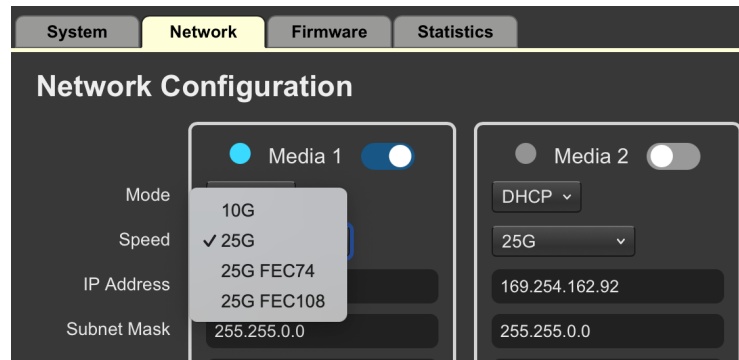 System Network Firmware Statistics
Network Configuration
Media 1 Media 2
Mode DHCP
10G
Speed 25G 25G
25G FEC74
IP Address 169.254.162.92
25G FEC108
Subnet Mask 255.255.0.0 255.255.0.0